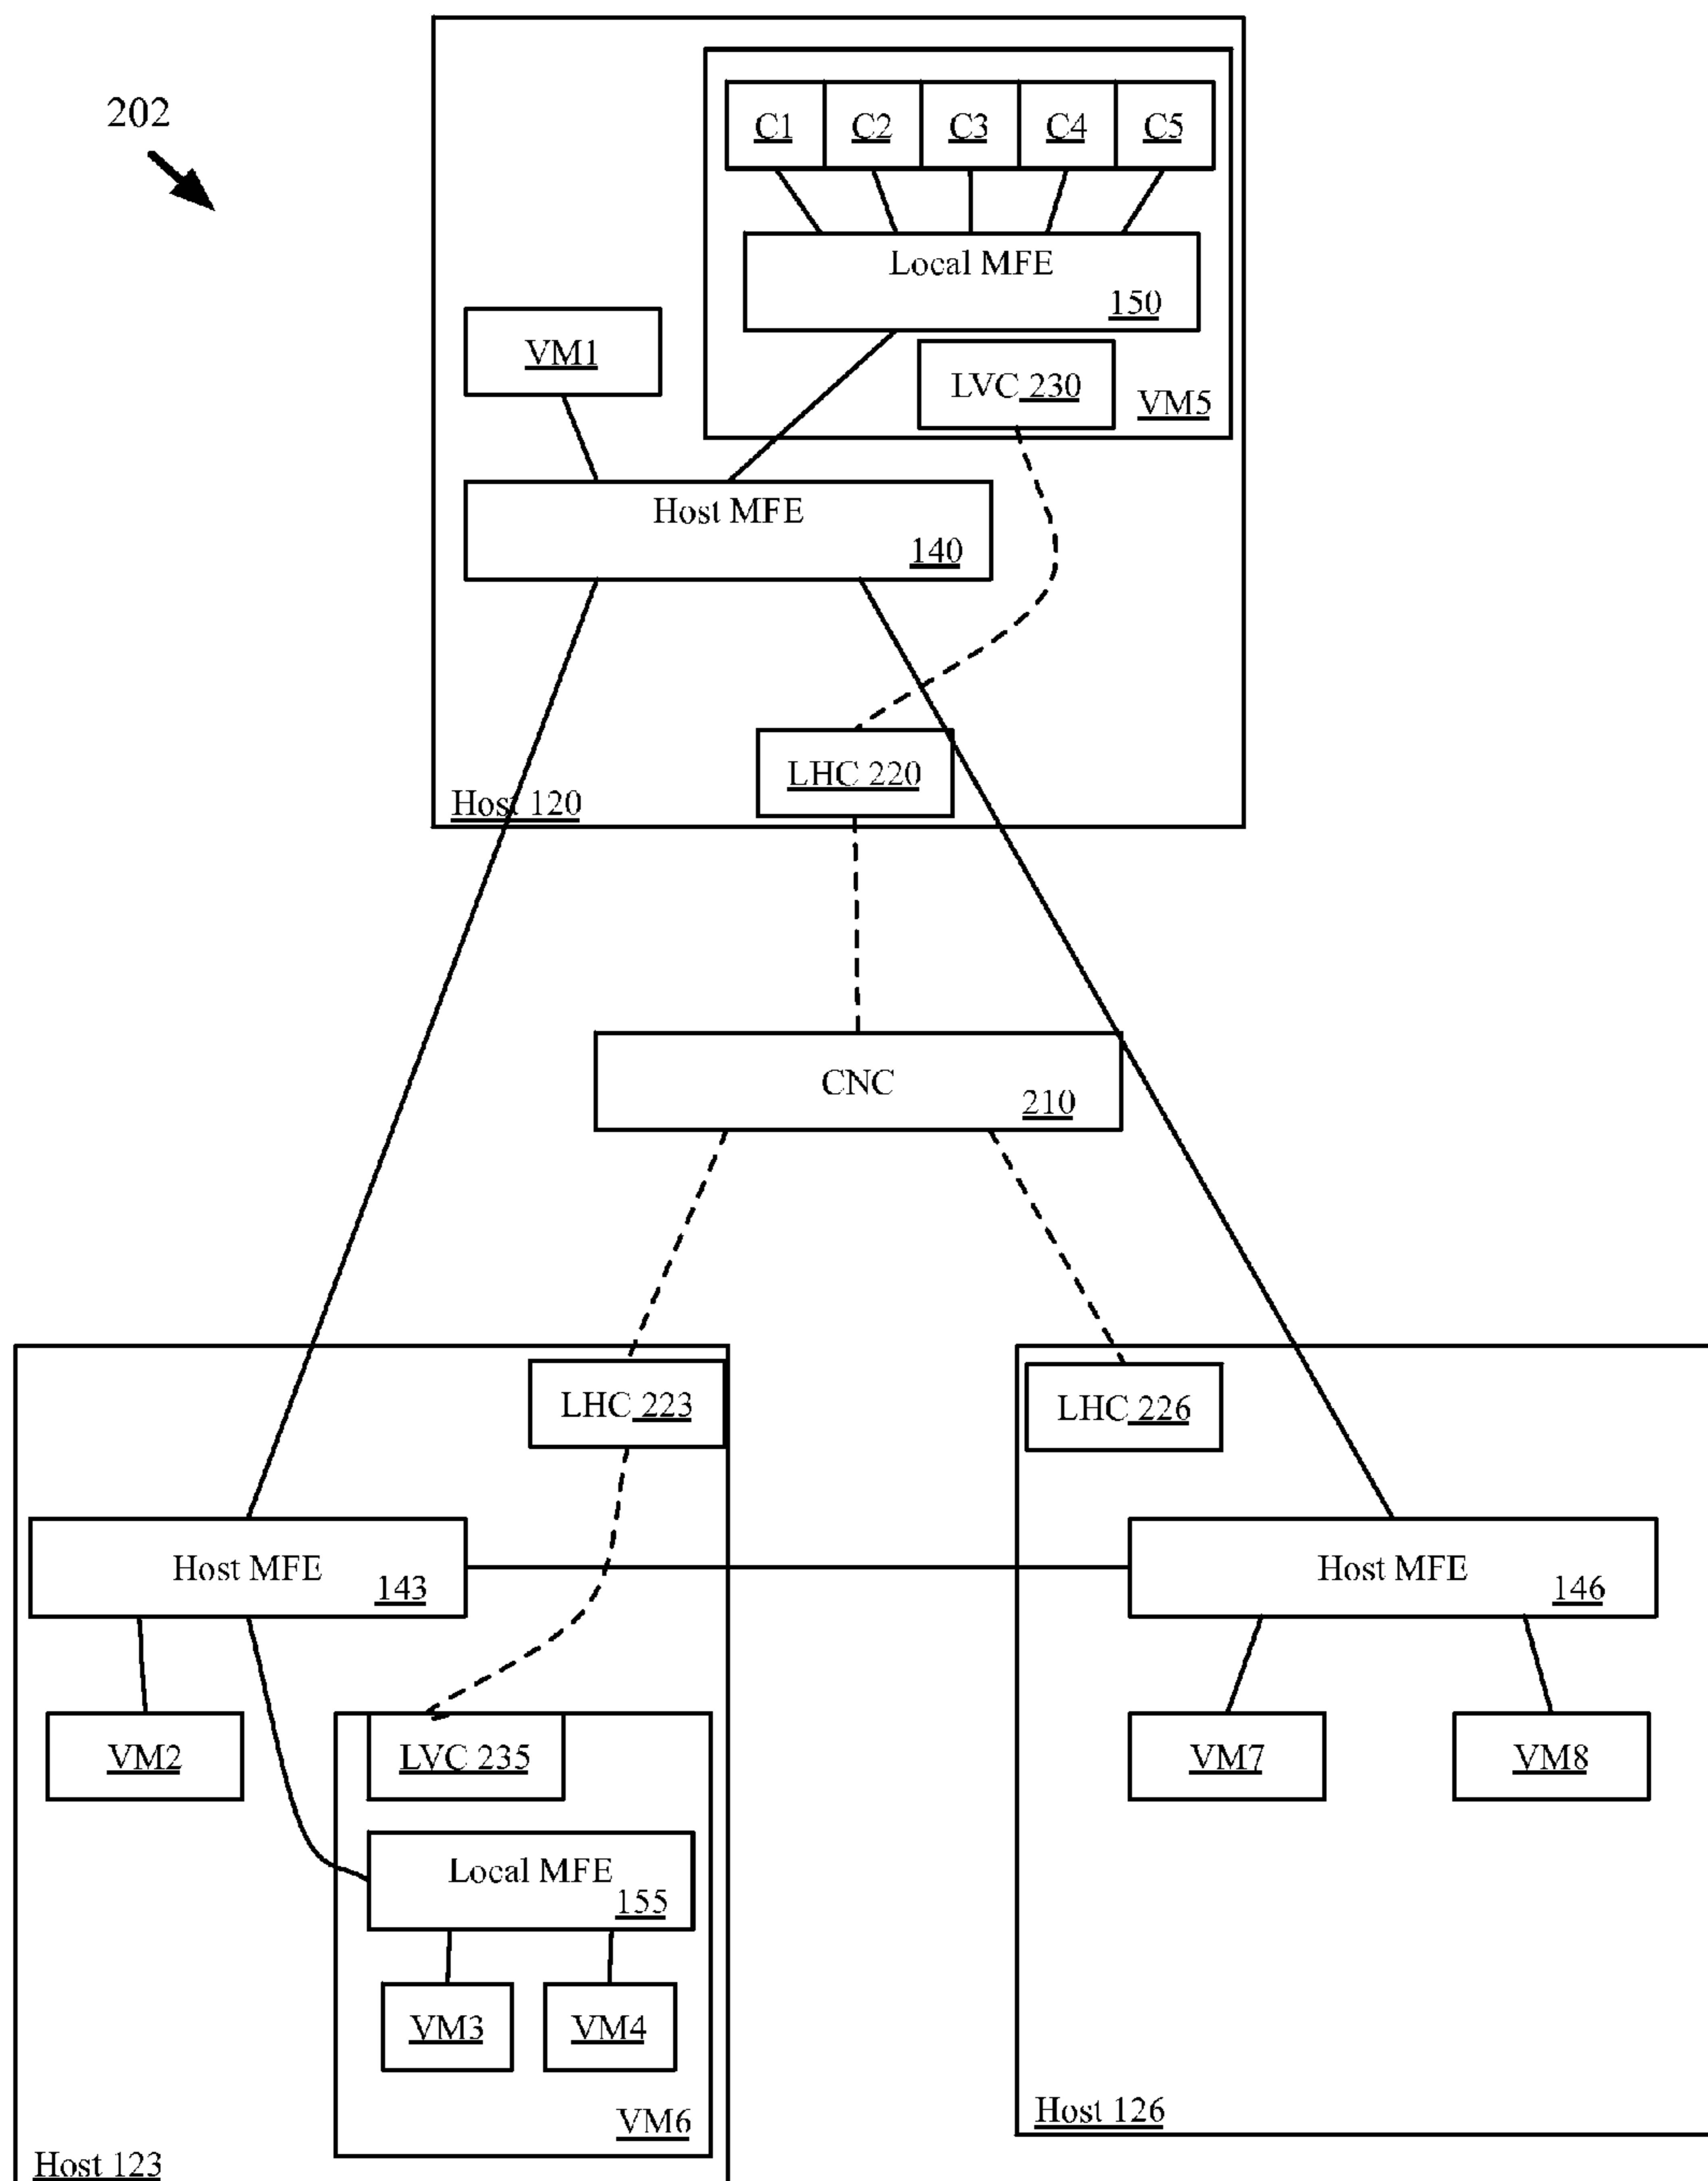 202
C1 C2 C3 C4 C5
Local MFE
150
VM1
LVC 230
VM5
Host MFE
140
LHC 220
Host 120
CNC
210
LHC 223
LHC 226
Host MFE
143
Host MFE
146
VM2
LVC 235
VM7
VM8
Local MFE
155
VM3
VM4
VM6
Host 126
Host 123